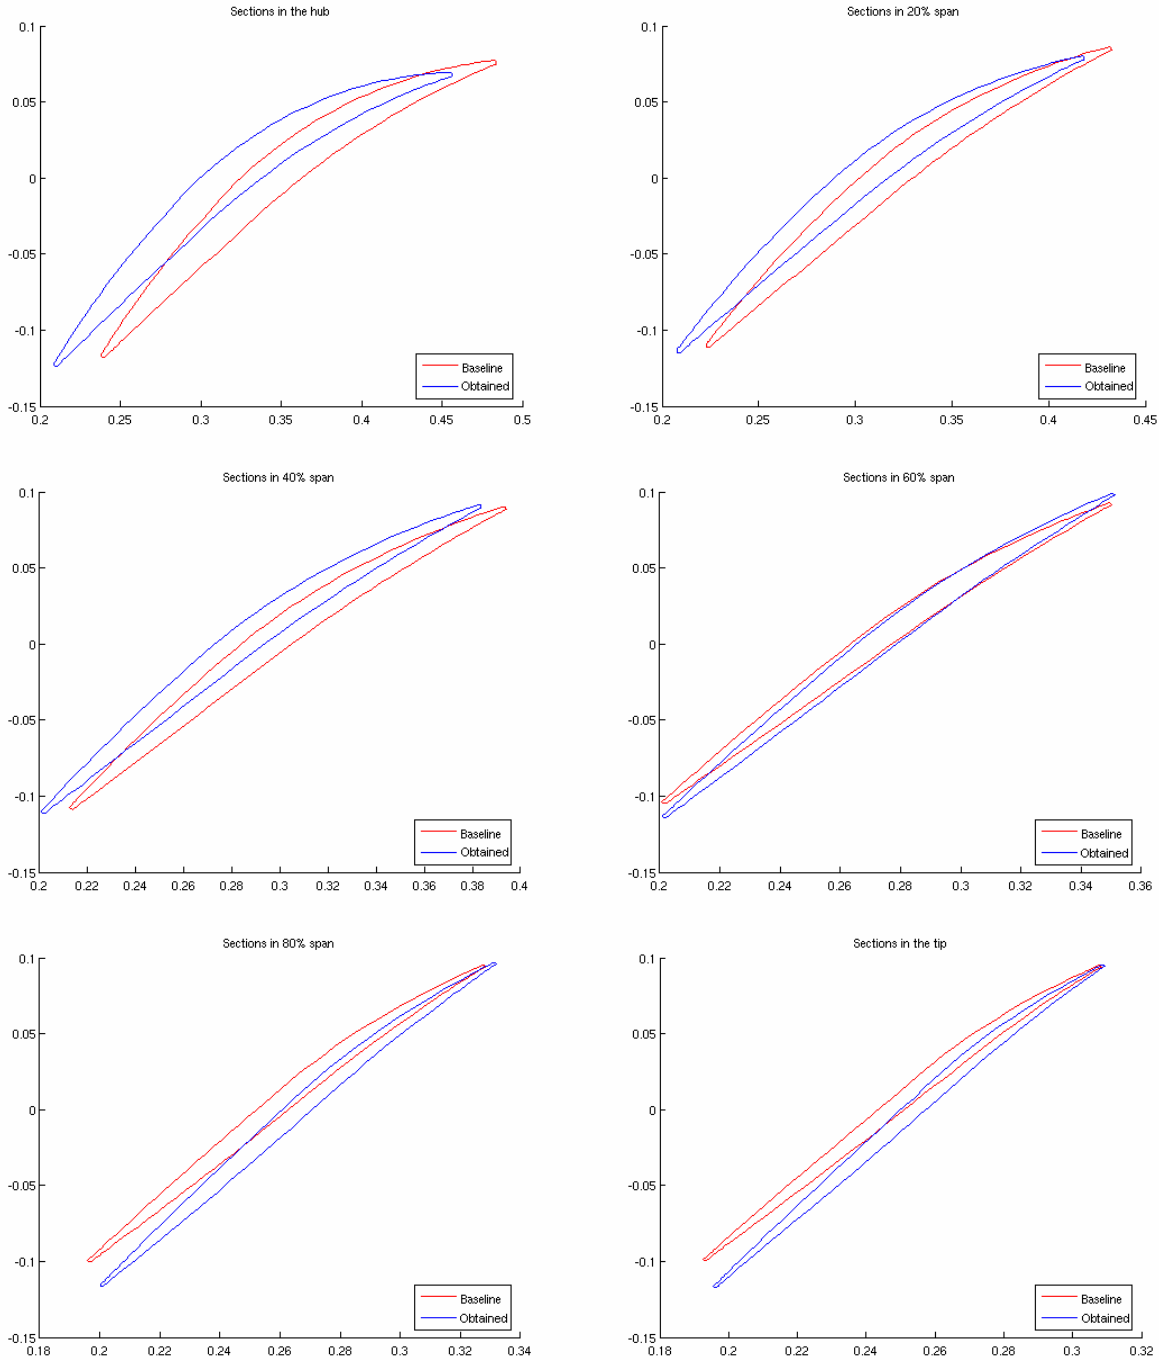 Sections in the hub
0.1
0.05
0
-0.05
-0.1
-0.15
0.2 0.25 0.3 0.35 0.4 0.45 0.5
Baseline
Obtained
Sections in 20% span
0.1
0.05
0
-0.05
-0.1
-0.15
0.2 0.25 0.3 0.35 0.4 0.45
Baseline
Obtained
Sections in 40% span
0.1
0.05
0
-0.05
-0.1
-0.15
0.2 0.22 0.24 0.26 0.28 0.3 0.32 0.34 0.36 0.38 0.4
Baseline
Obtained
Sections in 60% span
0.1
0.05
0
-0.05
-0.1
-0.15
0.2 0.22 0.24 0.26 0.28 0.3 0.32 0.34 0.36
Baseline
Obtained
Sections in 80% span
0.1
0.05
0
-0.05
-0.1
-0.15
0.18 0.2 0.22 0.24 0.26 0.28 0.3 0.32 0.34
Baseline
Obtained
Sections in the tip
0.1
0.05
0
-0.05
-0.1
-0.15
0.18 0.2 0.22 0.24 0.26 0.28 0.3 0.32
Baseline
Obtained